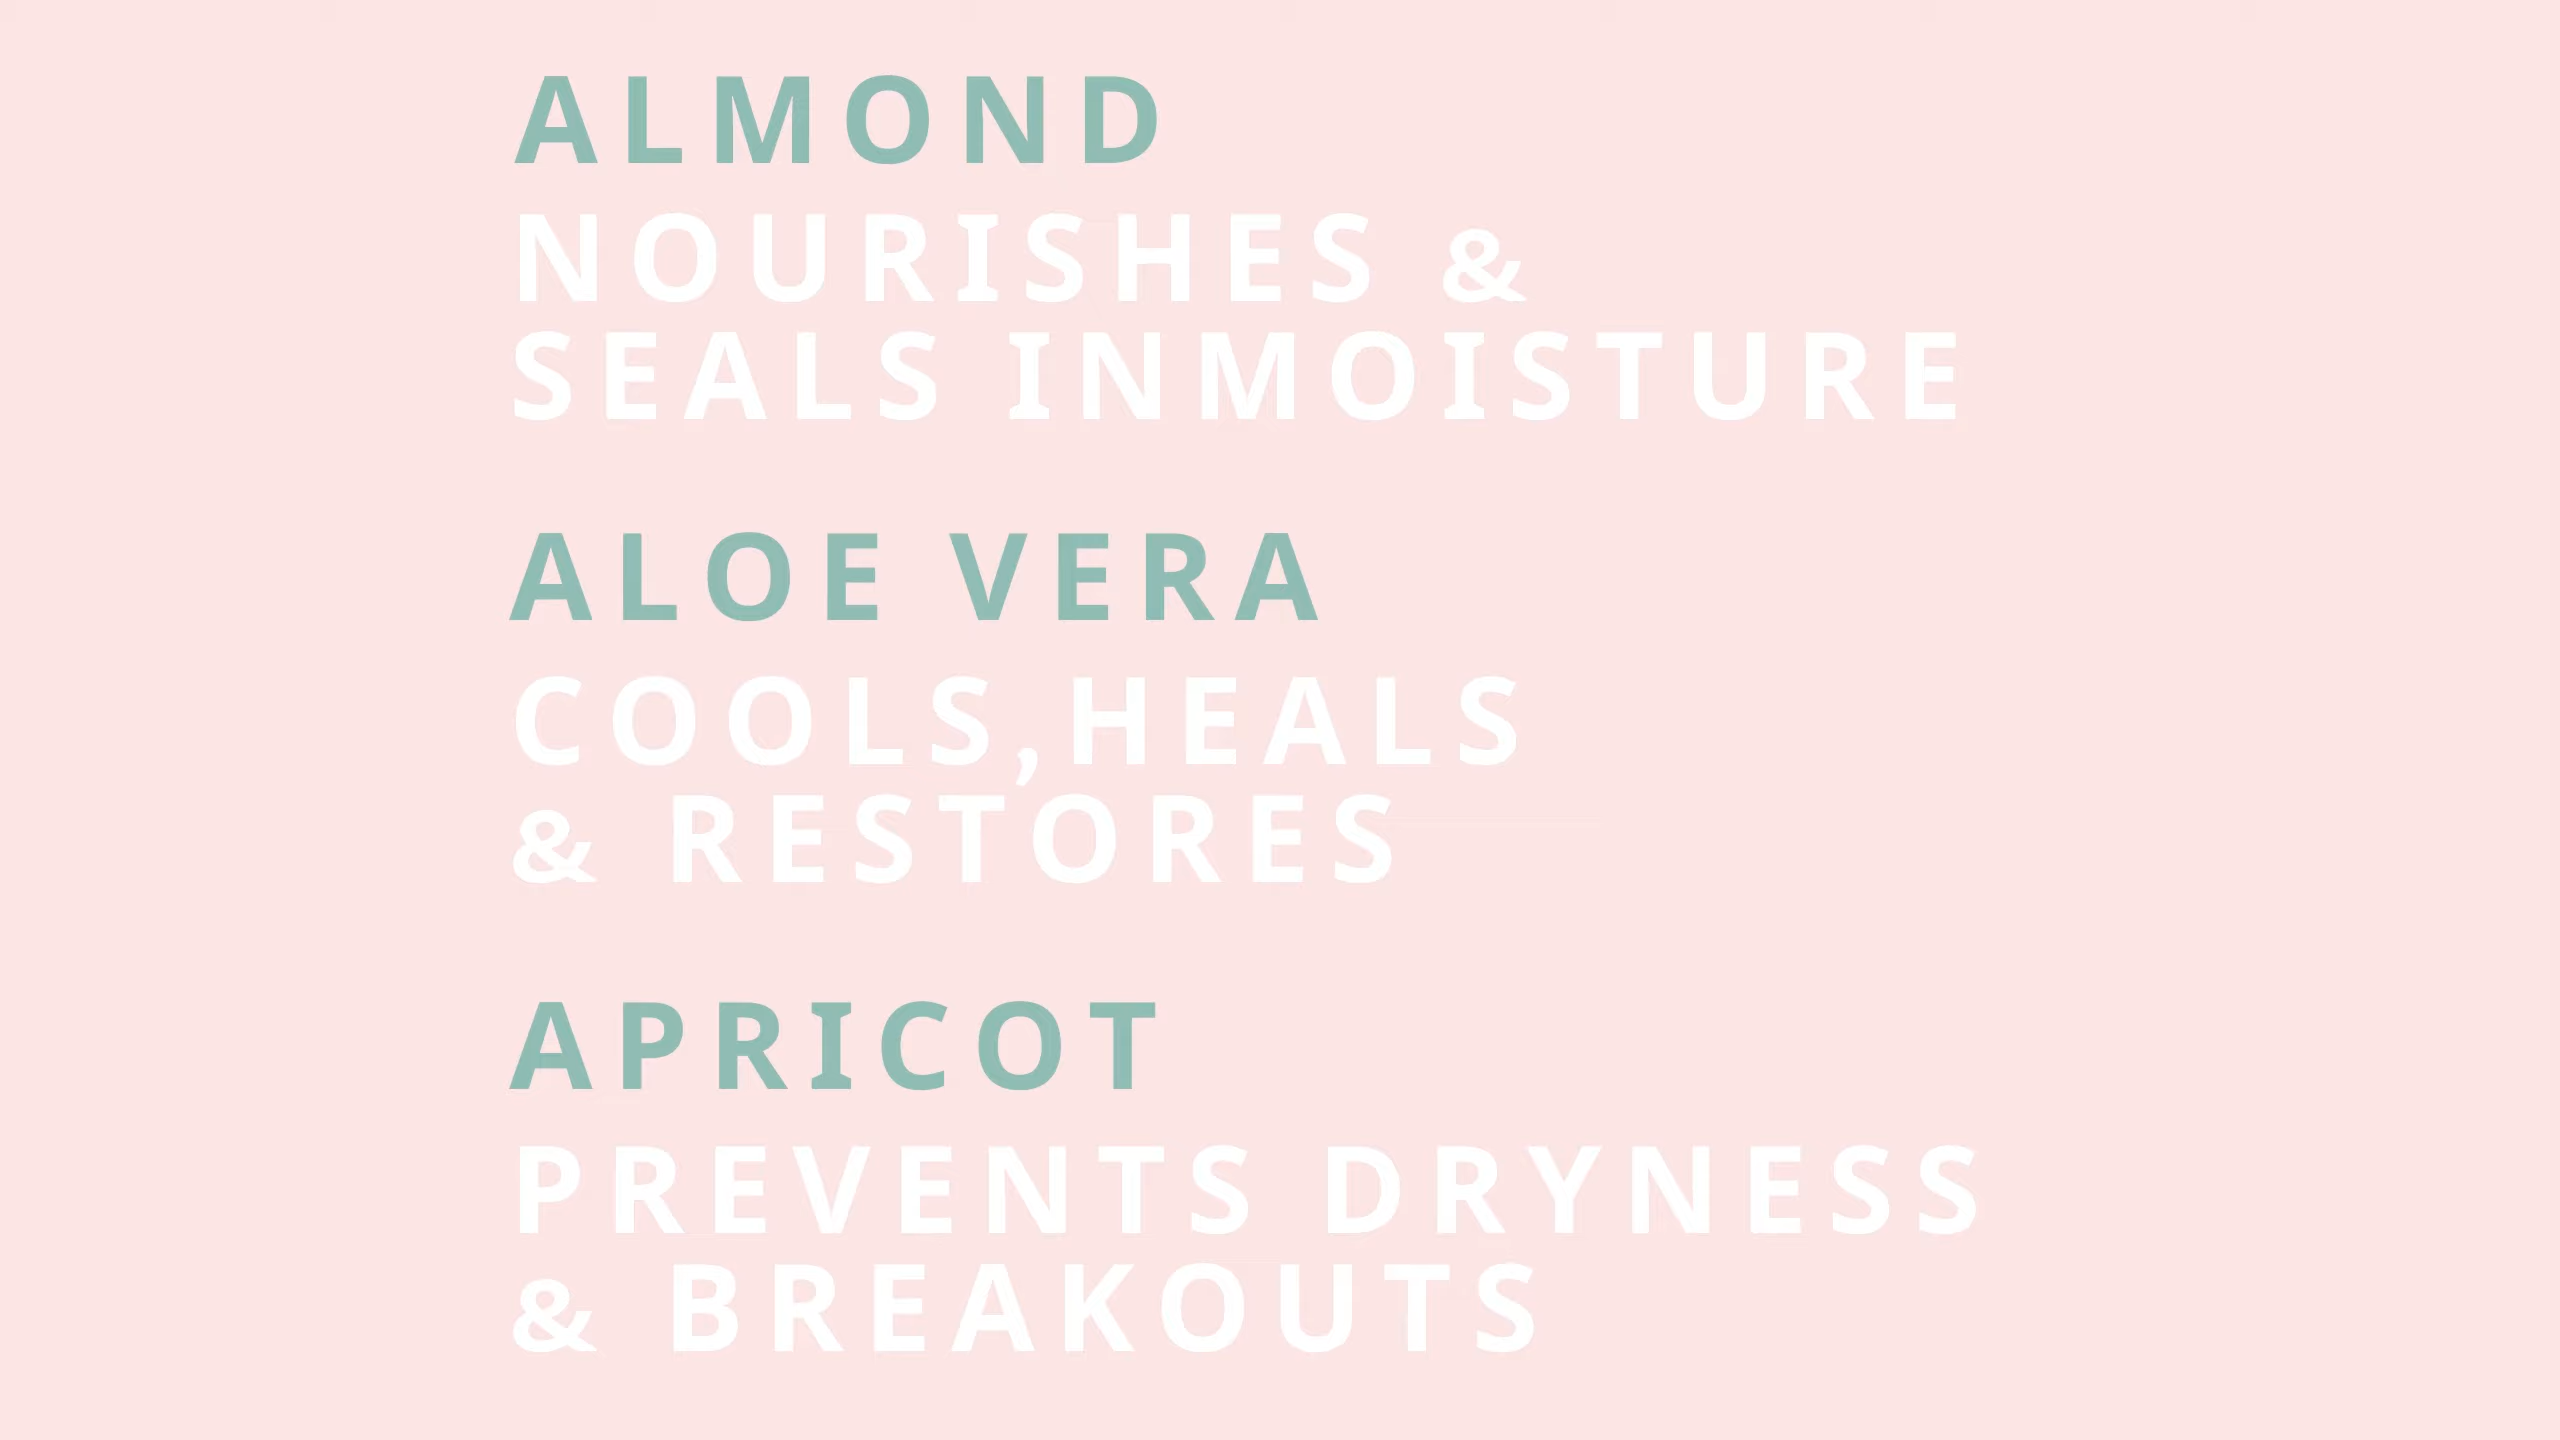 ALMOND
NOURISHES &
SEALS INMOISTURE
ALOE VERA
COOLS,HEALS
& RESTORES
APRICOT
PREVENTS DRYNESS
& BREAKOUTS